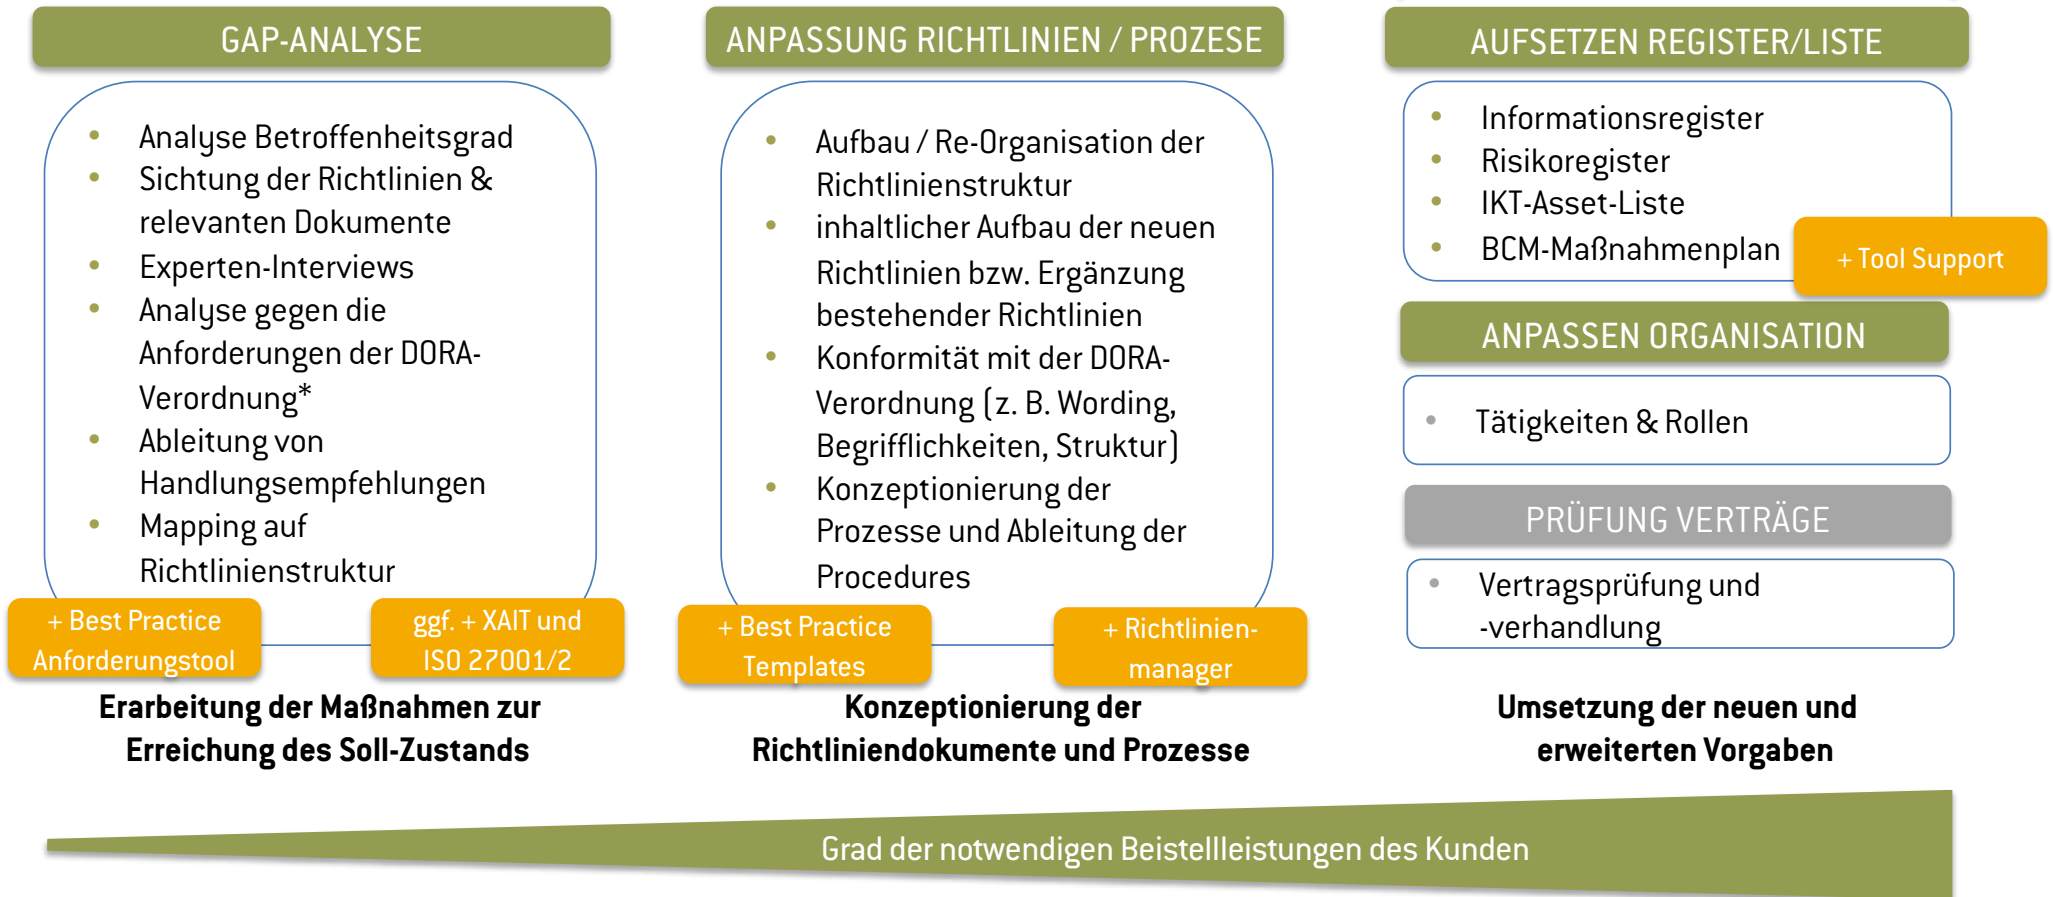 GAP-ANALYSE
• Analyse Betroffenheitsgrad
• Sichtung der Richtlinien &
relevanten Dokumente
• Experten-Interviews
• Analyse gegen die
Anforderungen der DORA-
Verordnung*
• Ableitung von
Handlungsempfehlungen
• Mapping auf
Richtlinienstruktur
+ Best Practice
Anforderungstool
ggf. + XAIT und
ISO 27001/2
Erarbeitung der Maßnahmen zur
Erreichung des Soll-Zustands
ANPASSUNG RICHTLINIEN / PROZESE
• Aufbau / Re-Organisation der
Richtlinienstruktur
• inhaltlicher Aufbau der neuen
Richtlinien bzw. Ergänzung
bestehender Richtlinien
• Konformität mit der DORA-
Verordnung (z. B. Wording,
Begrifflichkeiten, Struktur)
• Konzeptionierung der
Prozesse und Ableitung der
Procedures
+ Best Practice
Templates
+ Richtlinien-
manager
Konzeptionierung der
Richtliniendokumente und Prozesse
AUFSETZEN REGISTER/LISTE
• Informationsregister
• Risikoregister
• IKT-Asset-Liste
• BCM-Maßnahmenplan
+ Tool Support
ANPASSEN ORGANISATION
• Tätigkeiten & Rollen
PRÜFUNG VERTRÄGE
• Vertragsprüfung und
-verhandlung
Umsetzung der neuen und
erweiterten Vorgaben
Grad der notwendigen Beistellleistungen des Kunden